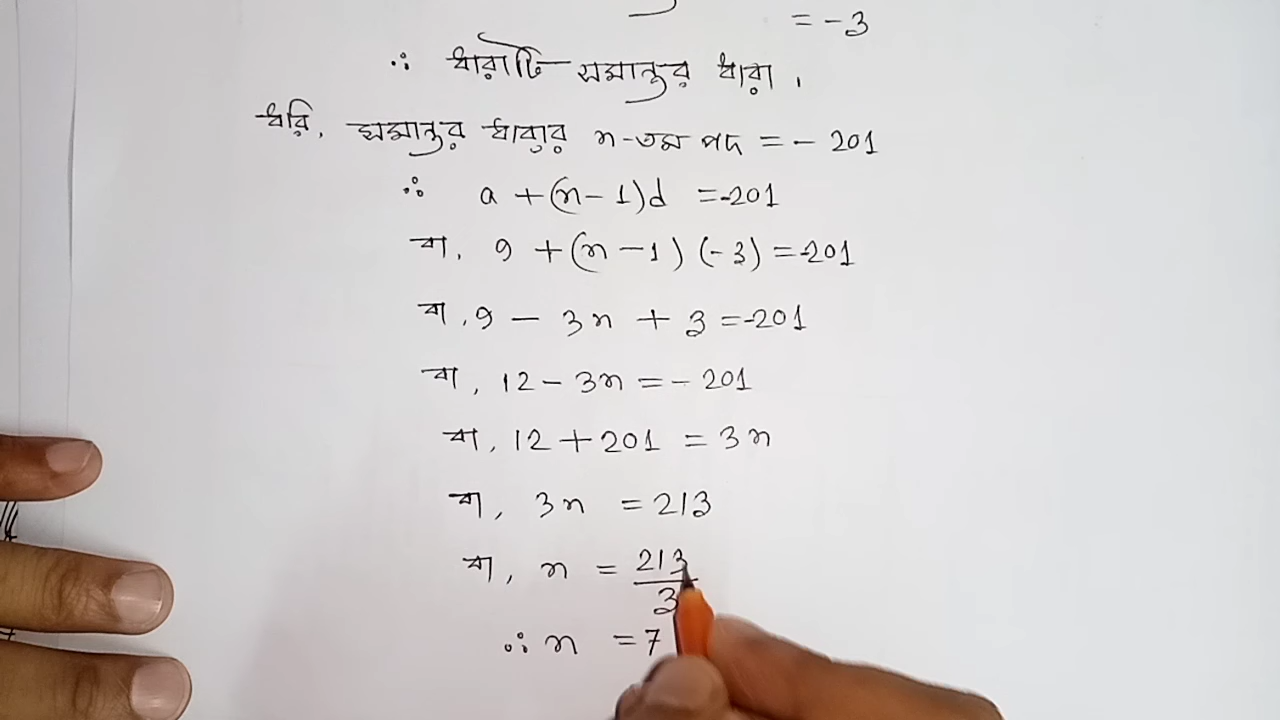 = -3
∴ ধারাটি সমান্তর ধারা ।
ধরি, সমান্তর ধারার n-তম পদ = - 201
∴ a + (n - 1)d = -201
বা, 9 + (n - 1) (-3) = -201
বা, 9 - 3n + 3 = -201
বা, 12 - 3n = - 201
বা, 12 + 201 = 3n
বা, 3n = 213
বা, n = 213/3
∴ n = 7